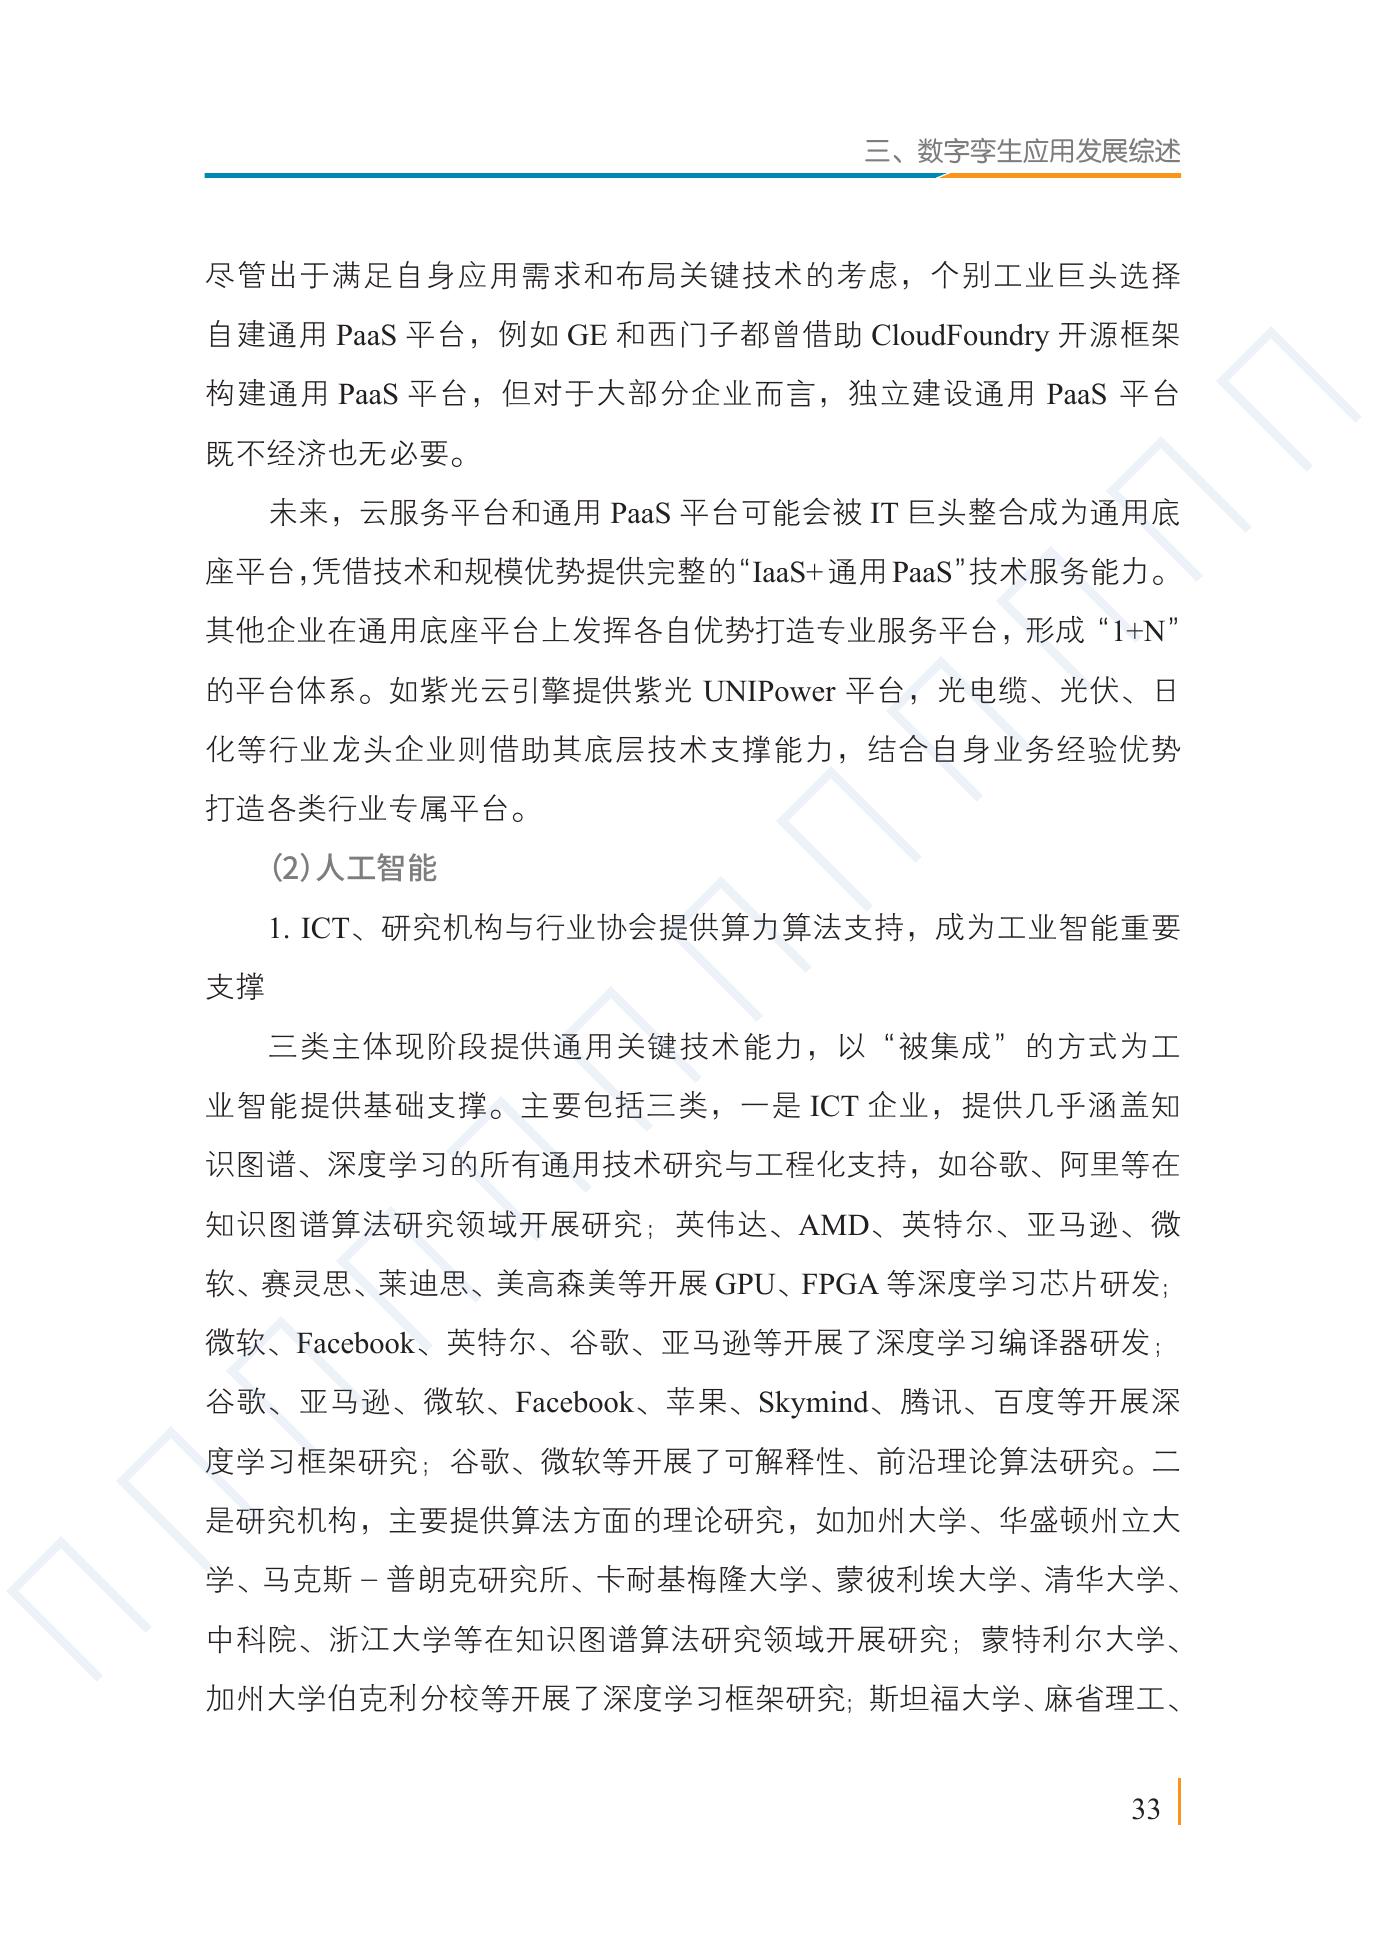 三、数字孪生应用发展综述
尽管出于满足自身应用需求和布局关键技术的考虑，个别工业巨头选择
自建通用 PaaS 平台，例如 GE 和西门子都曾借助 CloudFoundry 开源框架
构建通用 PaaS 平台，但对于大部分企业而言，独立建设通用 PaaS 平台
既不经济也无必要。
未来，云服务平台和通用 PaaS 平台可能会被 IT 巨头整合成为通用底
座平台，凭借技术和规模优势提供完整的“IaaS+ 通用 PaaS”技术服务能力。
其他企业在通用底座平台上发挥各自优势打造专业服务平台，形成“1+N”
的平台体系。如紫光云引擎提供紫光 UNIPower 平台，光电缆、光伏、日
化等行业龙头企业则借助其底层技术支撑能力，结合自身业务经验优势
打造各类行业专属平台。
（2）人工智能
1. ICT、研究机构与行业协会提供算力算法支持，成为工业智能重要
支撑
三类主体现阶段提供通用关键技术能力，以“被集成”的方式为工
业智能提供基础支撑。主要包括三类，一是 ICT 企业，提供几乎涵盖知
识图谱、深度学习的所有通用技术研究与工程化支持，如谷歌、阿里等在
知识图谱算法研究领域开展研究；英伟达、AMD、英特尔、亚马逊、微
软、赛灵思、莱迪思、美高森美等开展 GPU、FPGA 等深度学习芯片研发；
微软、Facebook、英特尔、谷歌、亚马逊等开展了深度学习编译器研发；
谷歌、亚马逊、微软、Facebook、苹果、Skymind、腾讯、百度等开展深
度学习框架研究；谷歌、微软等开展了可解释性、前沿理论算法研究。二
是研究机构，主要提供算法方面的理论研究，如加州大学、华盛顿州立大
学、马克斯 – 普朗克研究所、卡耐基梅隆大学、蒙彼利埃大学、清华大学、
中科院、浙江大学等在知识图谱算法研究领域开展研究；蒙特利尔大学、
加州大学伯克利分校等开展了深度学习框架研究；斯坦福大学、麻省理工、
33